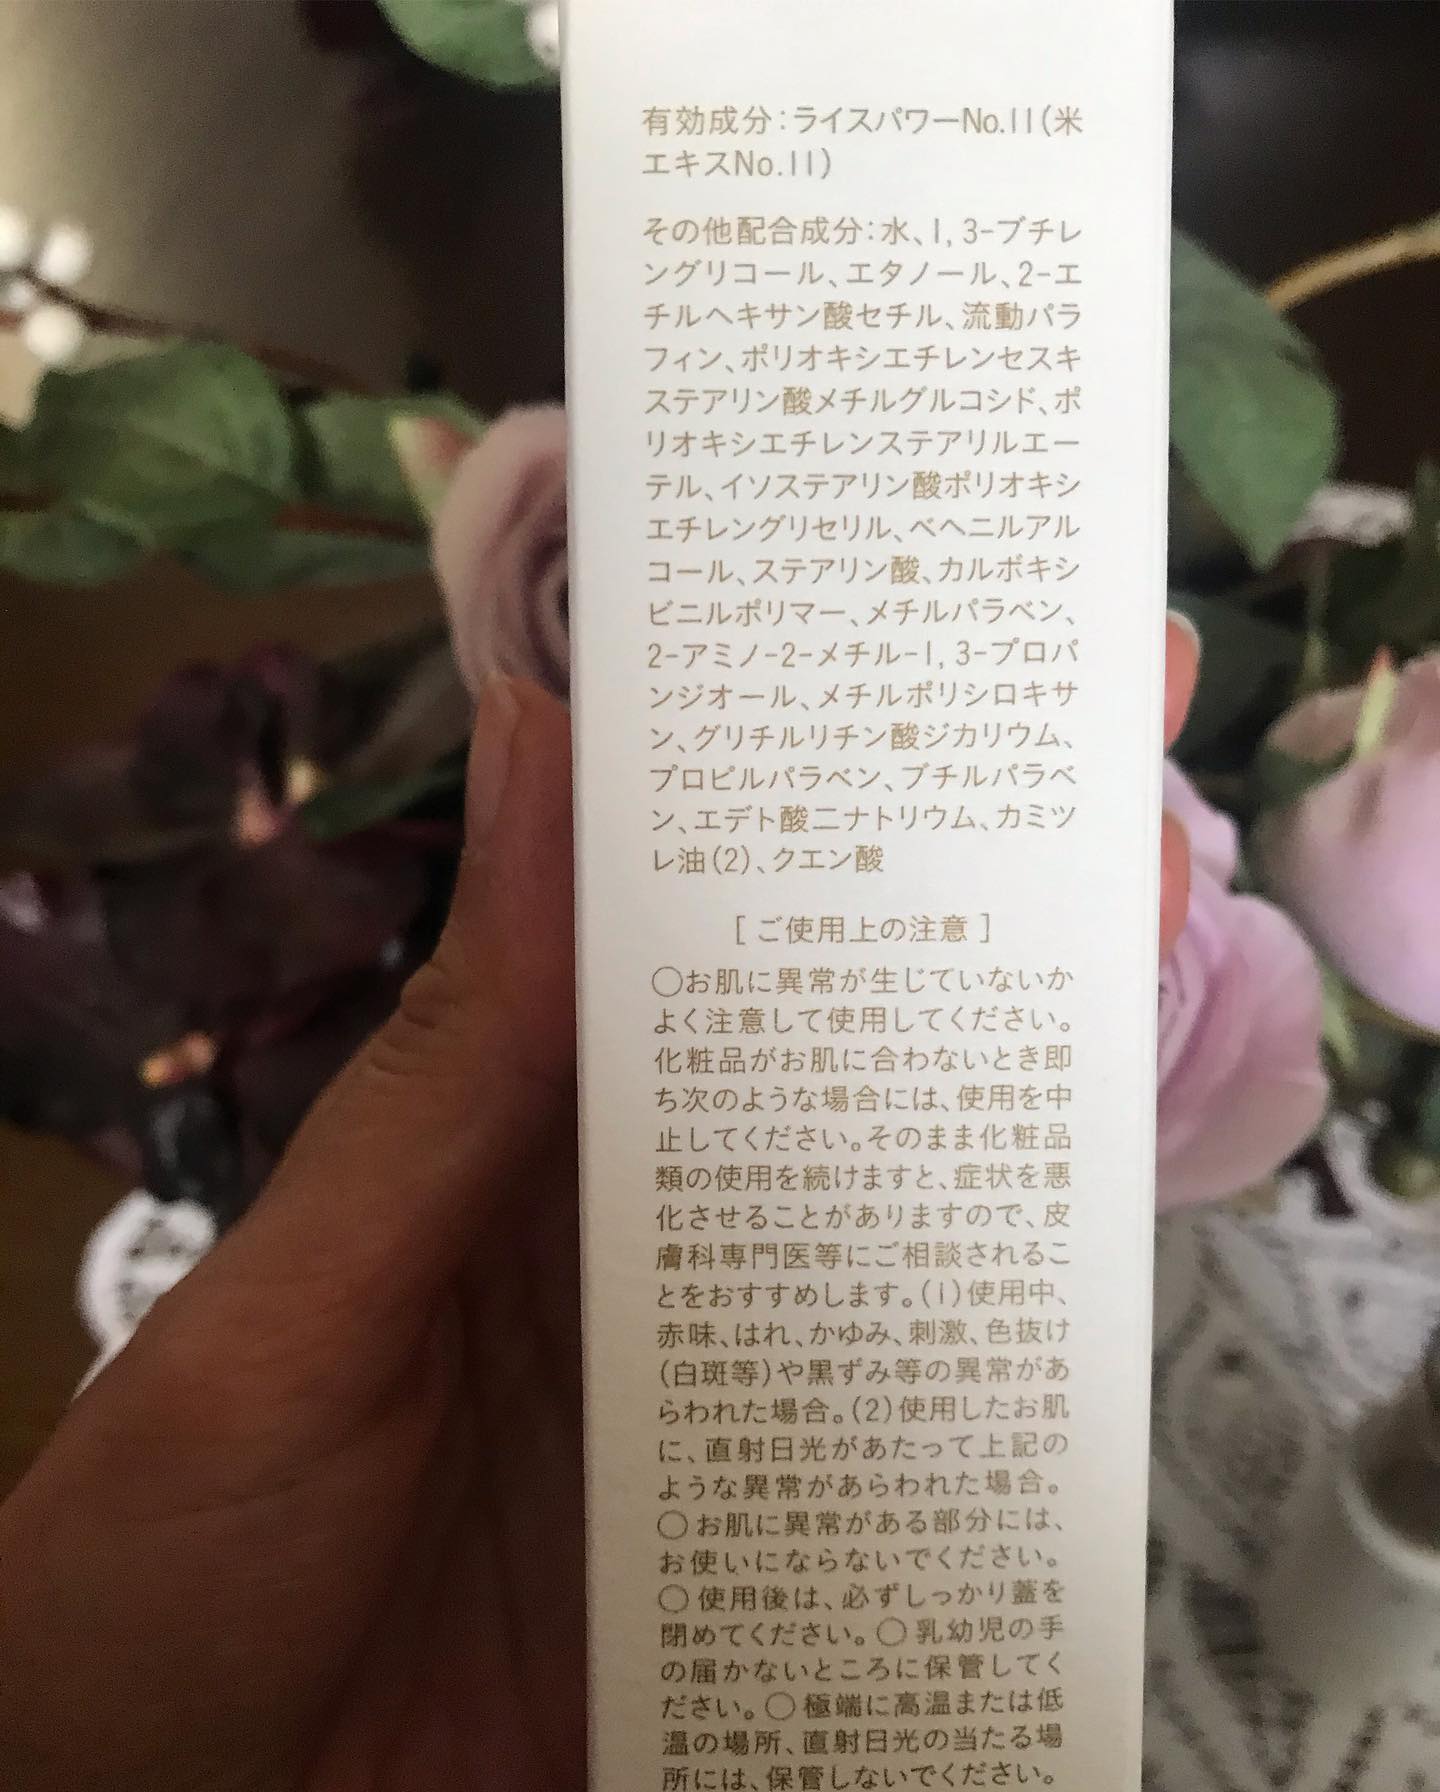 有効成分：ライスパワーNo.11(米
エキスNo.11)
その他配合成分：水、1, 3-ブチレ
ングリコール、エタノール、2-エ
チルヘキサン酸セチル、流動パラ
フィン、ポリオキシエチレンセスキ
ステアリン酸メチルグルコシド、ポ
リオキシエチレンステアリルエー
テル、イソステアリン酸ポリオキシ
エチレングリセリル、ベヘニルアル
コール、ステアリン酸、カルボキシ
ビニルポリマー、メチルパラベン、
2-アミノ-2-メチル-1, 3-プロパ
ンジオール、メチルポリシロキサ
ン、グリチルリチン酸ジカリウム、
プロピルパラベン、ブチルパラベ
ン、エデト酸二ナトリウム、カミツ
レ油(2)、クエン酸
[ ご使用上の注意 ]
○お肌に異常が生じていないか
よく注意して使用してください。
化粧品がお肌に合わないとき即
ち次のような場合には、使用を中
止してください。そのまま化粧品
類の使用を続けますと、症状を悪
化させることがありますので、皮
膚科専門医等にご相談されるこ
とをおすすめします。(1)使用中、
赤味、はれ、かゆみ、刺激、色抜け
(白斑等)や黒ずみ等の異常があ
らわれた場合。(2)使用したお肌
に、直射日光があたって上記の
ような異常があらわれた場合。
○お肌に異常がある部分には、
お使いにならないでください。
○使用後は、必ずしっかり蓋を
閉めてください。○乳幼児の手
の届かないところに保管してく
ださい。○極端に高温または低
温の場所、直射日光の当たる場
所には、保管しないでください。